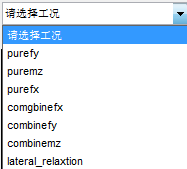 请选择工况
请选择工况
purefy
puremz
purefx
comgbinefx
combinefy
combinemz
lateral_relaxtion